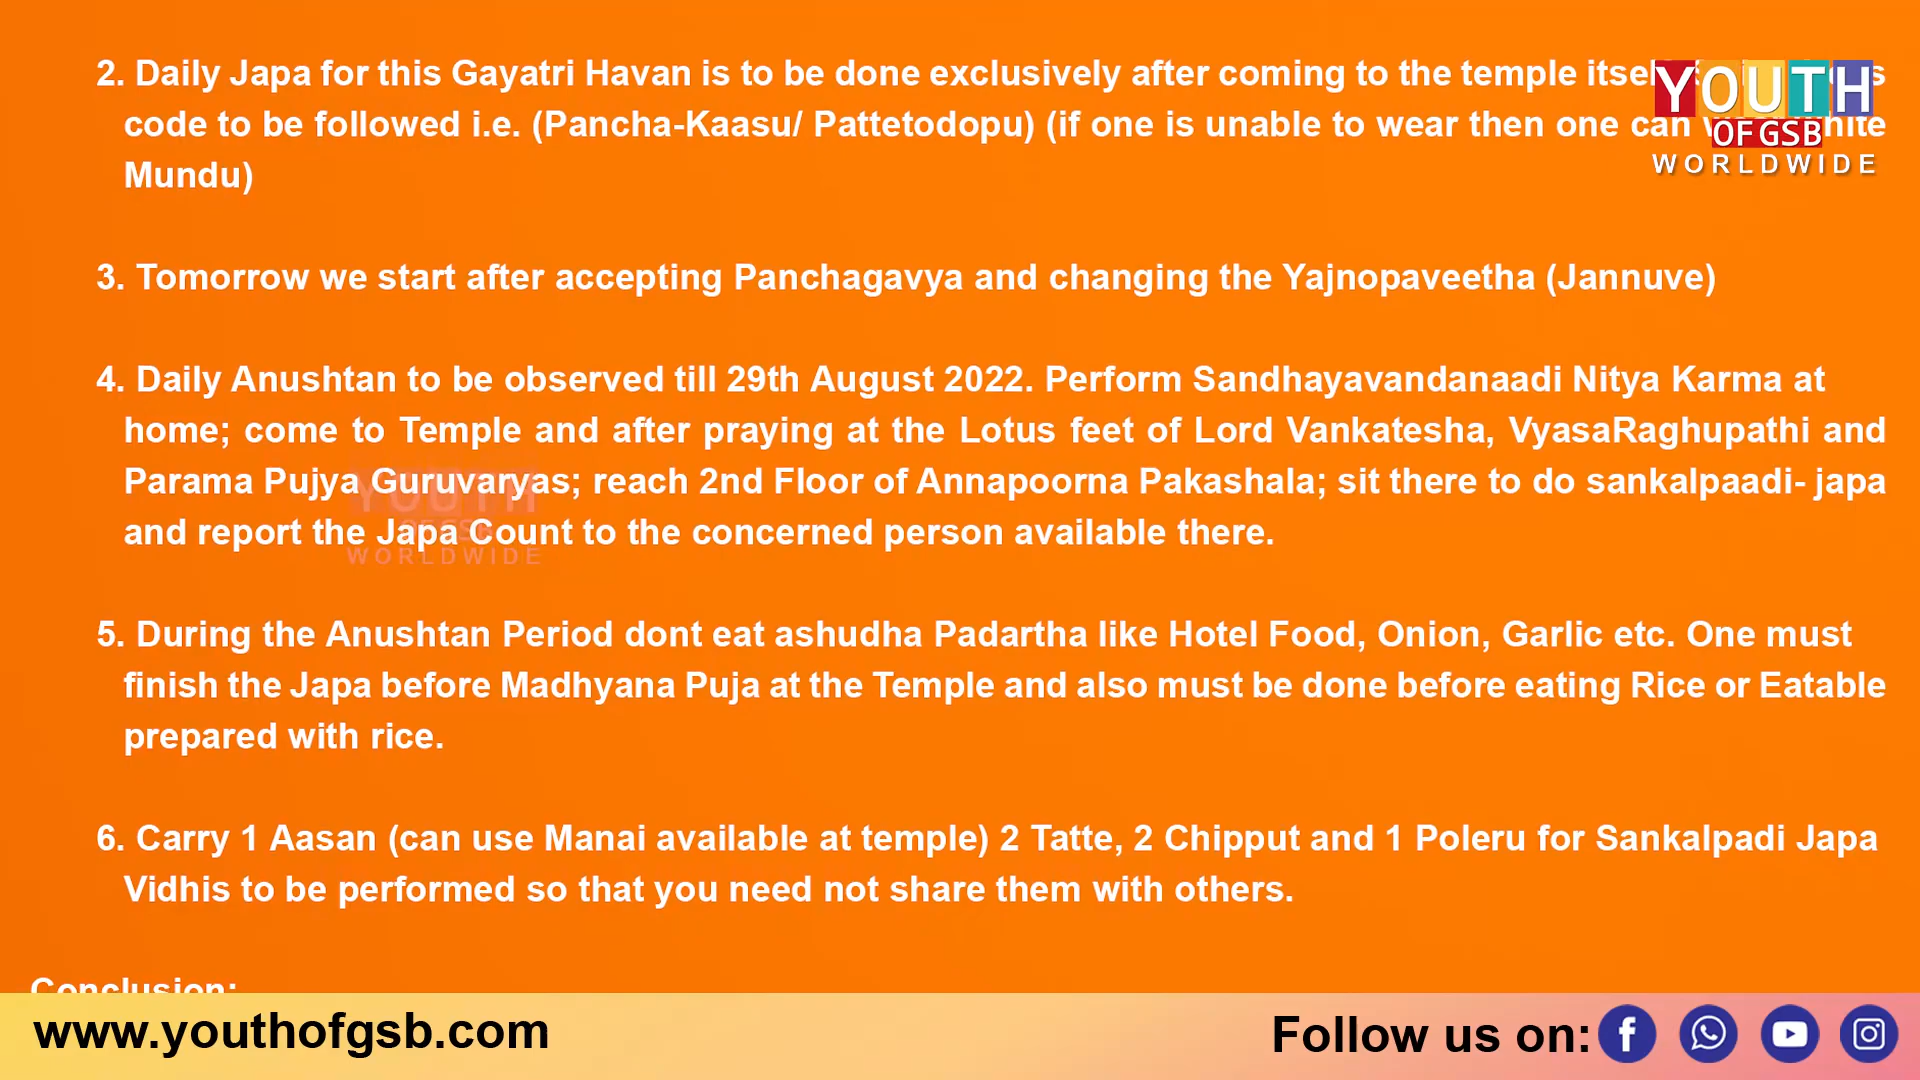 2. Daily Japa for this Gayatri Havan is to be done exclusively after coming to the temple
code to be followed i.e. (Pancha-Kaasu/ Pattetodopu) (if one is unable to wear then one can
Mundu)
YOUTH
OF GSB
WORLDWIDE
3. Tomorrow we start after accepting Panchagavya and changing the Yajnopaveetha (Jannuve)
4. Daily Anushtan to be observed till 29th August 2022. Perform Sandhayavandanaadi Nitya Karma at
home; come to Temple and after praying at the Lotus feet of Lord Vankatesha, VyasaRaghupathi and
Parama Pujya Guruvaryas; reach 2nd Floor of Annapoorna Pakashala; sit there to do sankalpaadi- japa
and report the Japa Count to the concerned person available there.
YOUTH
OF GSB
WORLDWIDE
5. During the Anushtan Period dont eat ashudha Padartha like Hotel Food, Onion, Garlic etc. One must
finish the Japa before Madhyana Puja at the Temple and also must be done before eating Rice or Eatable
prepared with rice.
6. Carry 1 Aasan (can use Manai available at temple) 2 Tatte, 2 Chipput and 1 Poleru for Sankalpadi Japa
Vidhis to be performed so that you need not share them with others.
Conclusion:
www.youthofgsb.com
Follow us on: